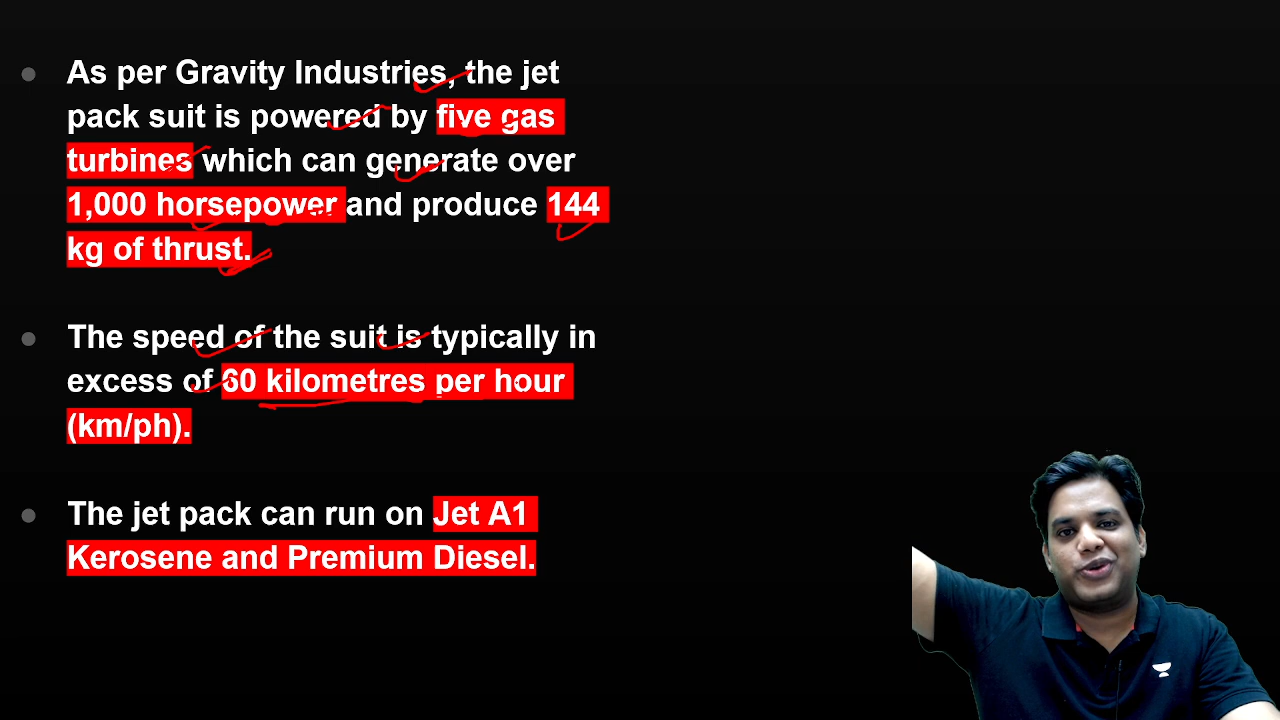 As per Gravity Industries, the jet
pack suit is powered by five gas
turbines which can generate over
1,000 horsepower and produce 144
kg of thrust.
The speed of the suit is typically in
excess of 60 kilometres per hour
(km/ph).
The jet pack can run on Jet A1
Kerosene and Premium Diesel.